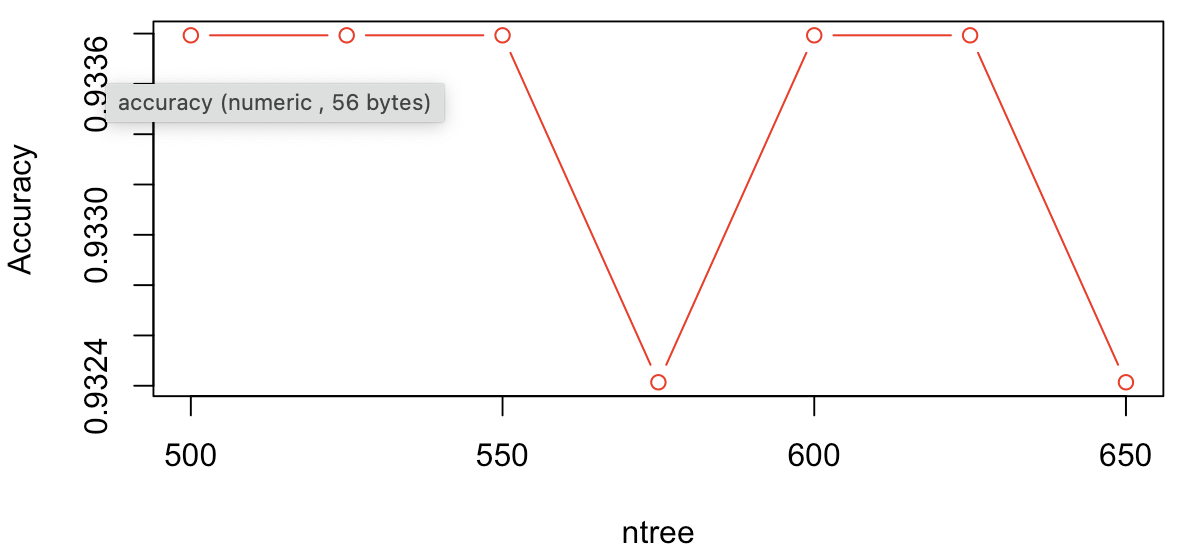 Accuracy
0.9336
0.9330
0.9324
accuracy (numeric , 56 bytes)
500 550 600 650
ntree